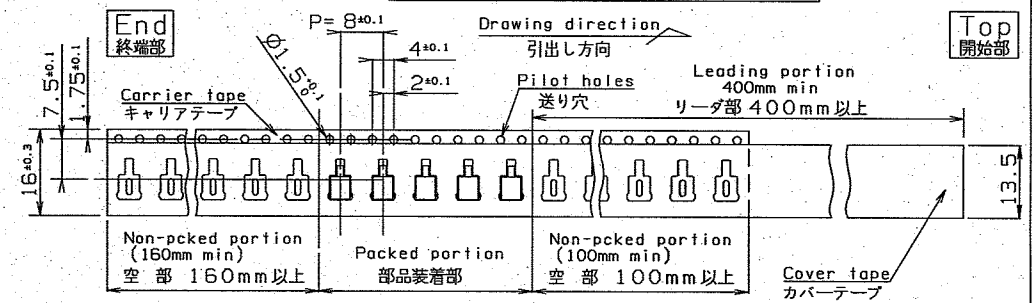 End
終端部
P= 8±0.1
Drawing direction
引出し方向
Top
開始部
7.5±0.1
1.75±0.1
Ø1.5+0.1 0
4±0.1
2±0.1
Pilot holes
送り穴
Leading portion
400mm min
リーダ部 400mm以上
Carrier tape
キャリアテープ
16±0.3
13.5
Non-pcked portion
(160mm min)
空 部 160mm以上
Packed portion
部品装着部
Non-pcked portion
(100mm min)
空 部 100mm以上
Cover tape
カバーテープ